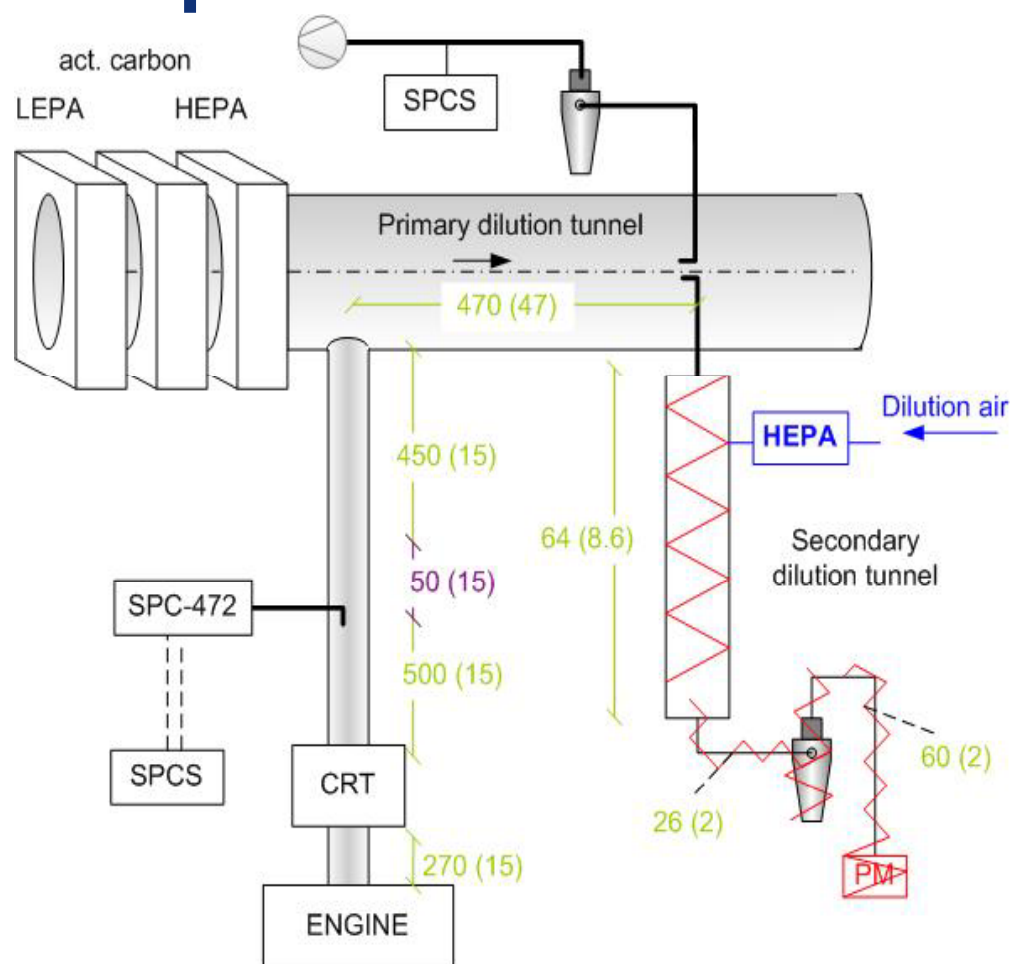 act. carbon
LEPA
HEPA
SPCS
Primary dilution tunnel
470 (47)
Dilution air
HEPA
450 (15)
64 (8.6)
50 (15)
Secondary
dilution tunnel
SPC-472
500 (15)
SPCS
CRT
60 (2)
26 (2)
270 (15)
PM
ENGINE